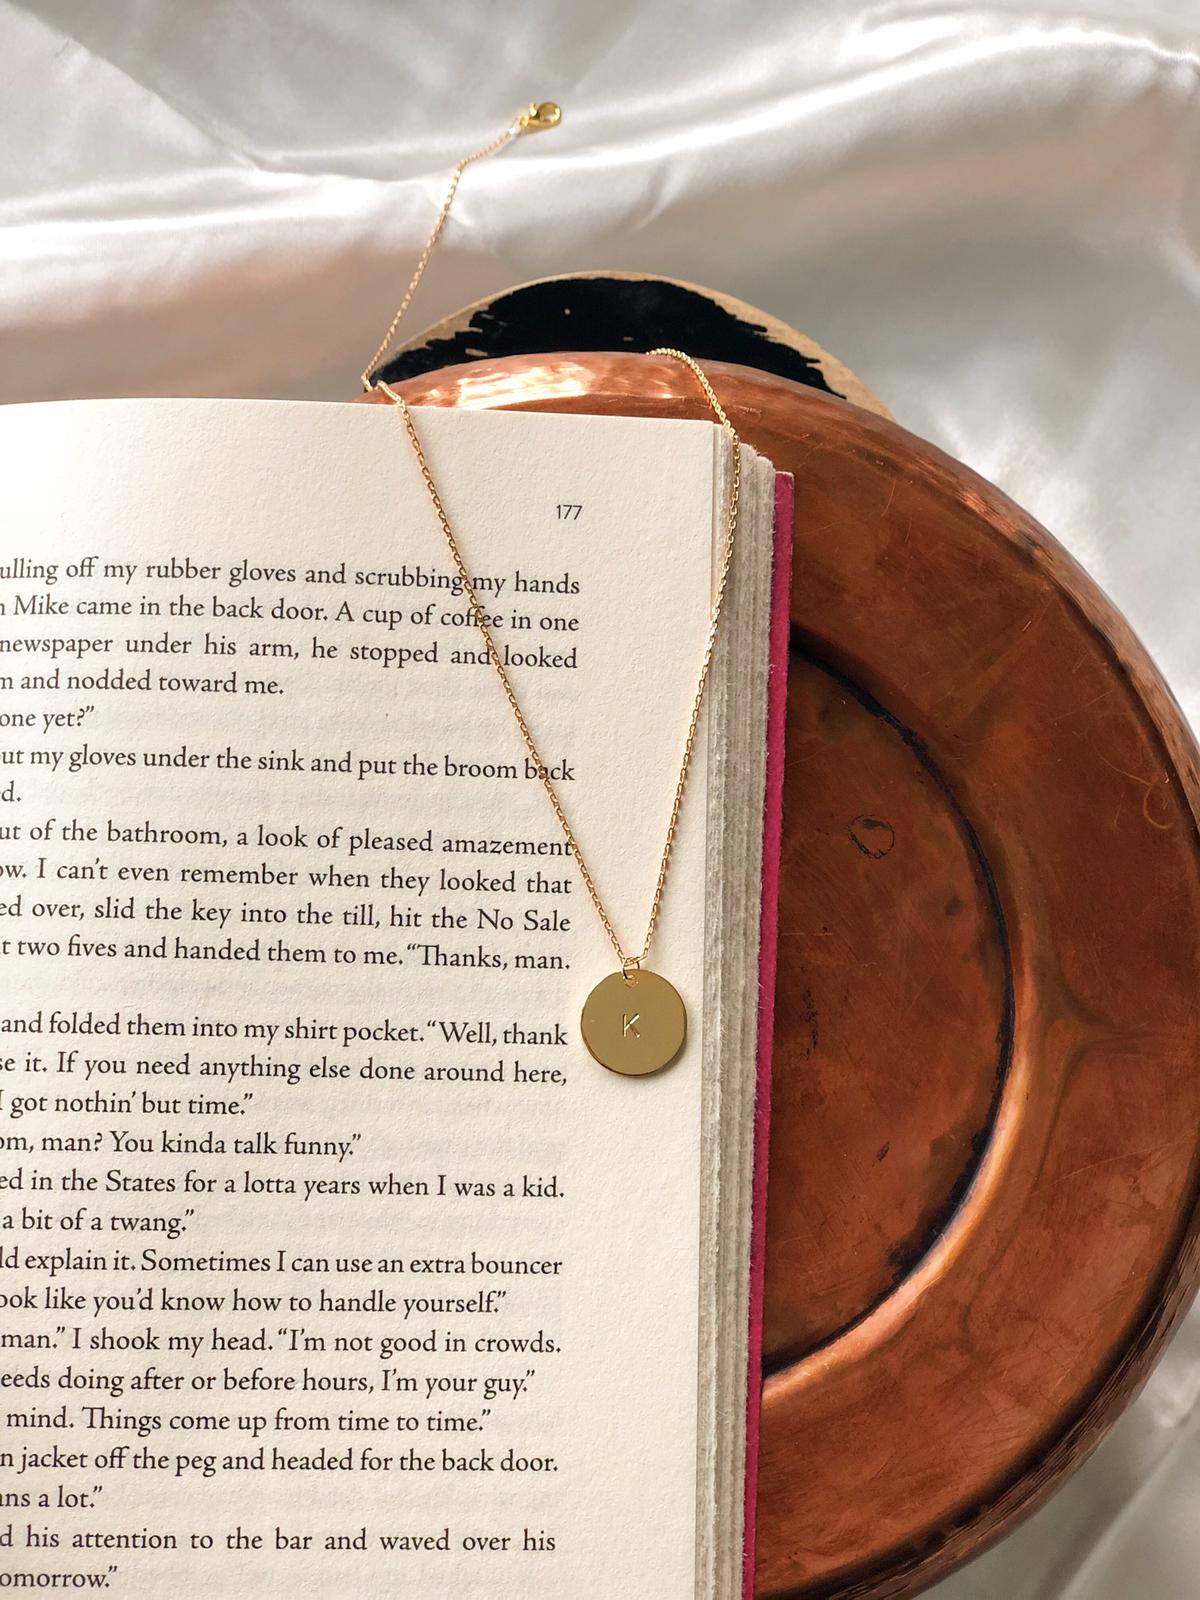 177
ulling off my rubber gloves and scrubbing my hands
Mike came in the back door. A cup of coffee in one
newspaper under his arm, he stopped and looked
m and nodded toward me.
one yet?”
ut my gloves under the sink and put the broom back
d.
ut of the bathroom, a look of pleased amazement
ow. I can’t even remember when they looked that
ed over, slid the key into the till, hit the No Sale
t two fives and handed them to me. “Thanks, man.
and folded them into my shirt pocket. “Well, thank
se it. If you need anything else done around here,
I got nothin’ but time.”
om, man? You kinda talk funny.”
ed in the States for a lotta years when I was a kid.
a bit of a twang.”
ld explain it. Sometimes I can use an extra bouncer
ook like you’d know how to handle yourself.”
man.” I shook my head. “I’m not good in crowds.
eeds doing after or before hours, I’m your guy.”
mind. Things come up from time to time.”
n jacket off the peg and headed for the back door.
ns a lot.”
d his attention to the bar and waved over his
omorrow.”
K